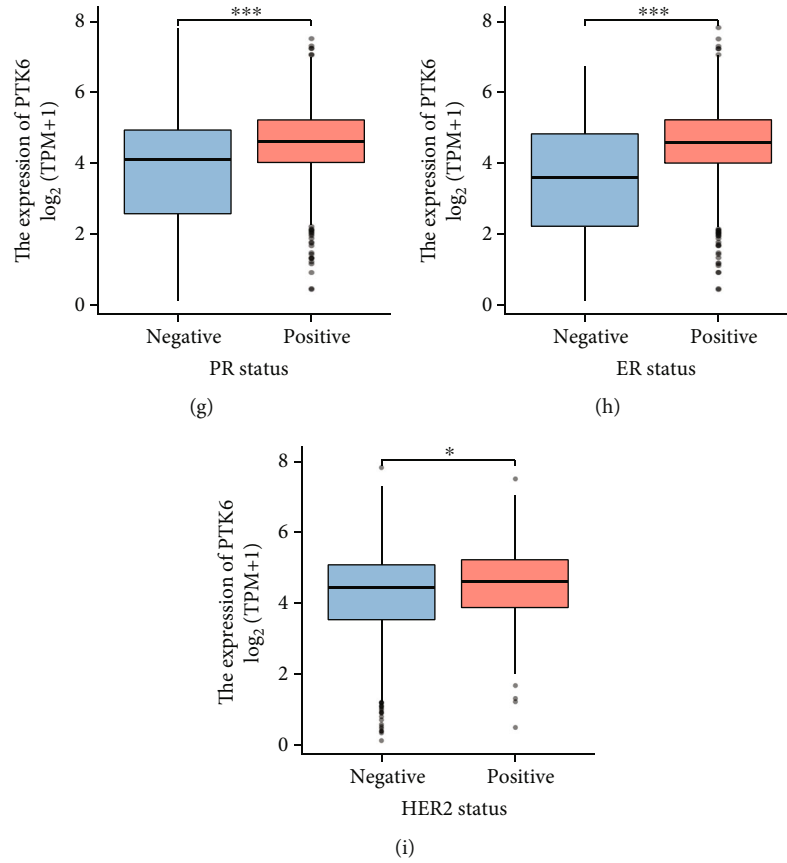 The expression of PTK6
log₂ (TPM+1)
8
6
4
2
0
***
Negative
Positive
PR status
(g)
The expression of PTK6
log₂ (TPM+1)
8
6
4
2
0
***
Negative
Positive
ER status
(h)
The expression of PTK6
log₂ (TPM+1)
8
6
4
2
0
*
Negative
Positive
HER2 status
(i)